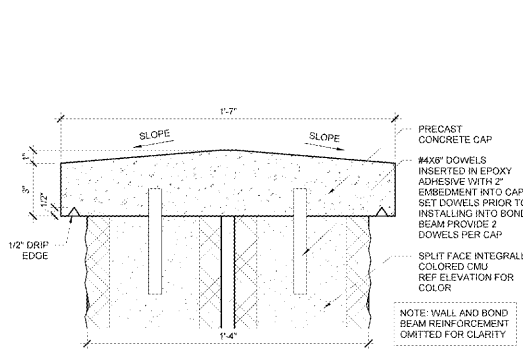 1'-7"
SLOPE
SLOPE
1"
3"
1/2"
1/2" DRIP
EDGE
1'-4"
PRECAST
CONCRETE CAP
#4X6" DOWELS
INSERTED IN EPOXY
ADHESIVE WITH 2"
EMBEDMENT INTO CAP
SET DOWELS PRIOR TO
INSTALLING INTO BOND
BEAM PROVIDE 2
DOWELS PER CAP
SPLIT FACE INTEGRALL
COLORED CMU
REF ELEVATION FOR
COLOR
NOTE: WALL AND BOND
BEAM REINFORCEMENT
OMITTED FOR CLARITY